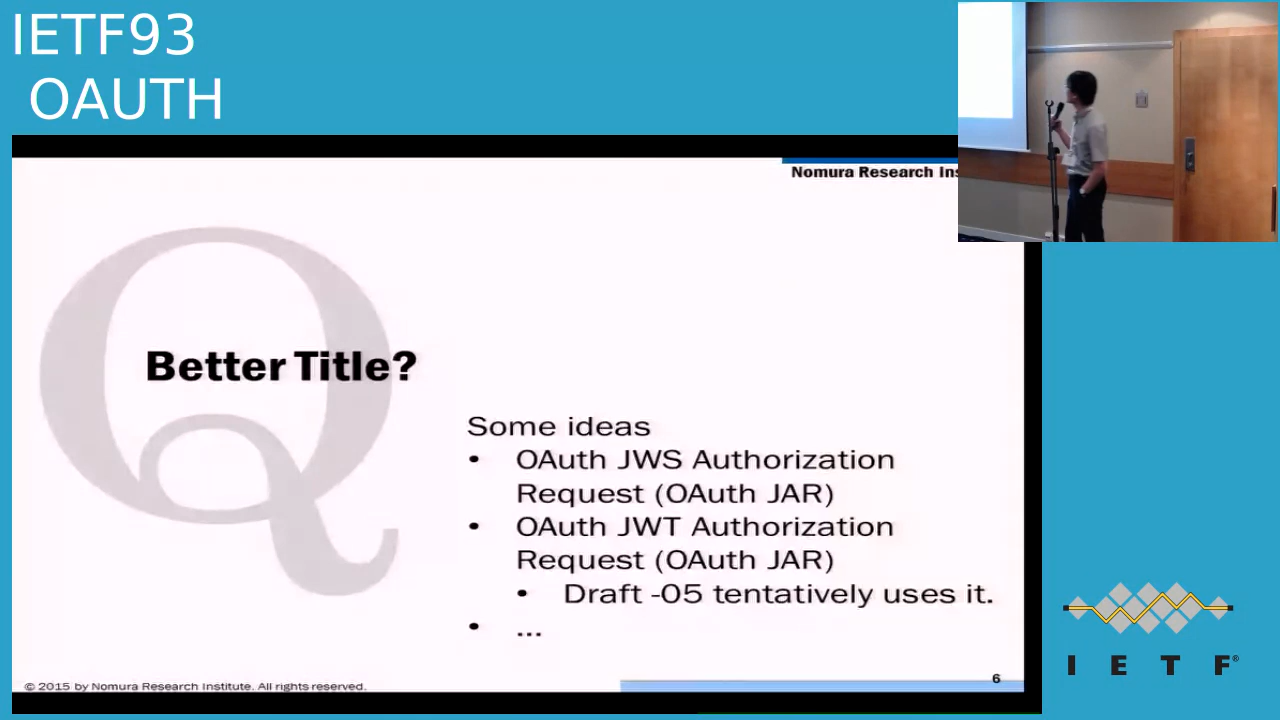 IETF93
OAUTH
Nomura Research Ins
Q
Better Title?
Some ideas
• OAuth JWS Authorization
Request (OAuth JAR)
• OAuth JWT Authorization
Request (OAuth JAR)
• Draft -05 tentatively uses it.
• ...
© 2015 by Nomura Research Institute. All rights reserved.
6
I E T F®